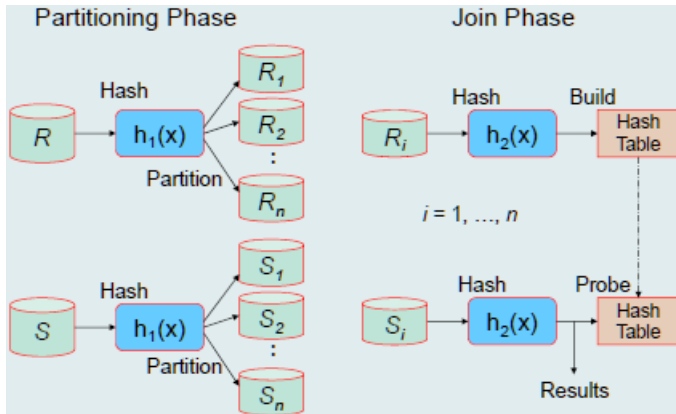 Partitioning Phase
Hash
R
h₁(x)
Partition
R₁
R₂
⋮
Rₙ
Hash
S
h₁(x)
Partition
S₁
S₂
⋮
Sₙ
Join Phase
Hash
Build
Rᵢ
h₂(x)
Hash
Table
i = 1, ..., n
Hash
Probe
Sᵢ
h₂(x)
Hash
Table
Results